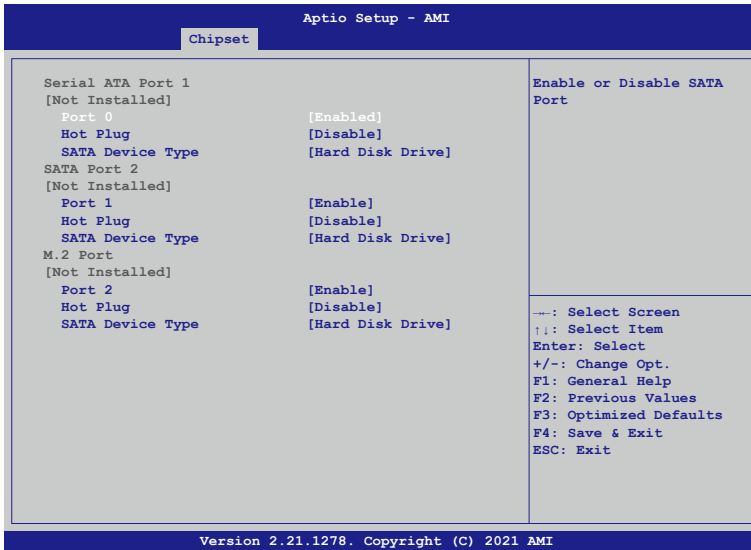 Aptio Setup - AMI
Chipset
Serial ATA Port 1
[Not Installed]
Port 0 [Enabled]
Hot Plug [Disable]
SATA Device Type [Hard Disk Drive]
SATA Port 2
[Not Installed]
Port 1 [Enable]
Hot Plug [Disable]
SATA Device Type [Hard Disk Drive]
M.2 Port
[Not Installed]
Port 2 [Enable]
Hot Plug [Disable]
SATA Device Type [Hard Disk Drive]
Enable or Disable SATA
Port
→←: Select Screen
↑↓: Select Item
Enter: Select
+/-: Change Opt.
F1: General Help
F2: Previous Values
F3: Optimized Defaults
F4: Save & Exit
ESC: Exit
Version 2.21.1278. Copyright (C) 2021 AMI